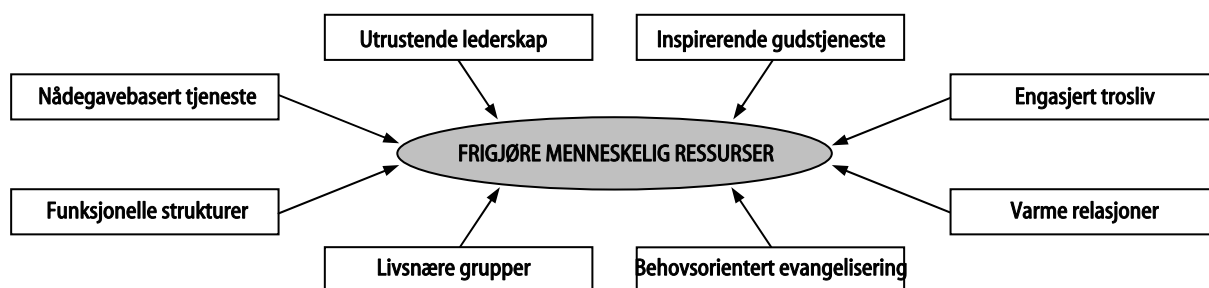 Utrustende lederskap
Inspirerende gudstjeneste
Nådegavebasert tjeneste
Engasjert trosliv
FRIGJØRE MENNESKELIG RESSURSER
Funksjonelle strukturer
Varme relasjoner
Livsnære grupper
Behovsorientert evangelisering